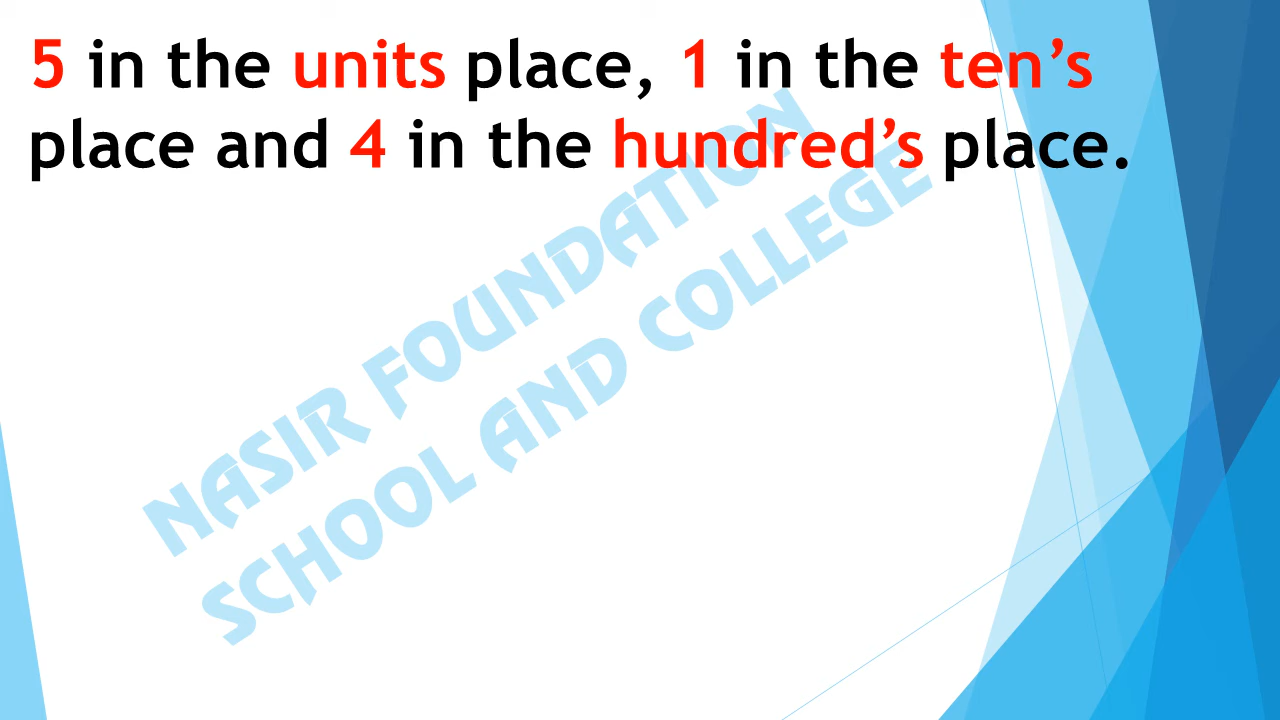 5 in the units place, 1 in the ten’s
place and 4 in the hundred’s place.
NASIR FOUNDATION
SCHOOL AND COLLEGE